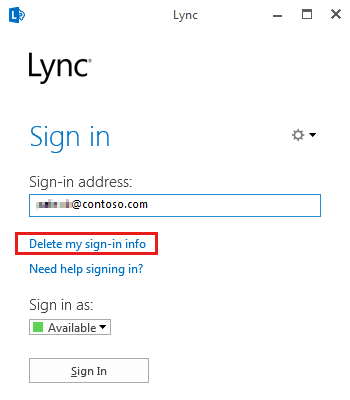 Lync
Lync
Sign in
Sign-in address:
@contoso.com
Delete my sign-in info
Need help signing in?
Sign in as:
Available
Sign In